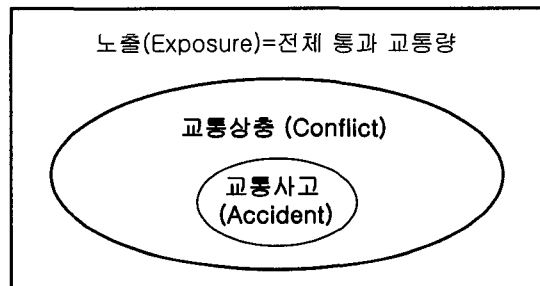 노출(Exposure)=전체 통과 교통량
교통상충 (Conflict)
교통사고
(Accident)